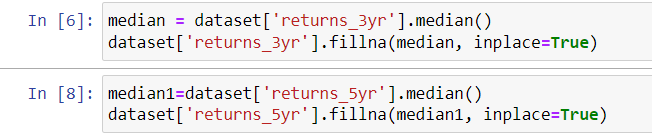 In [6]: median = dataset['returns_3yr'].median()
dataset['returns_3yr'].fillna(median, inplace=True)
In [8]: median1=dataset['returns_5yr'].median()
dataset['returns_5yr'].fillna(median1, inplace=True)